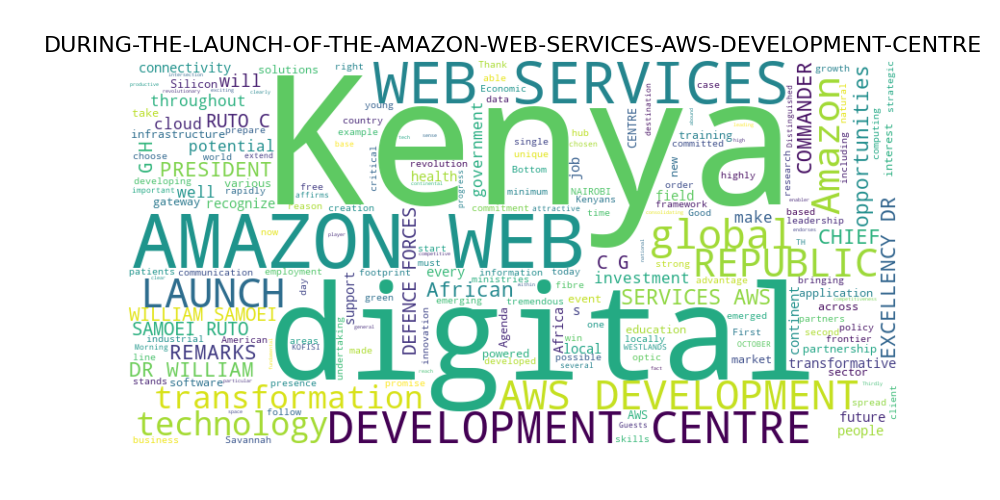 DURING-THE-LAUNCH-OF-THE-AMAZON-WEB-SERVICES-AWS-DEVELOPMENT-CENTRE
connectivity
solutions
Silicon
will
throughout
take
cloud
RUTO C
infrastructure
prepare
choose
potential
world
extend
G H
PRESIDENT
developing
various
important
rapidly
free
well
recognize
affirms
gateway
reason
creation
right
young
country
example
base
critical
revolution
health
commitment
progress
government
WEB SERVICES
Kenya
Thank
able
Economic
data
CENTRE
case
destination
hub
chosen
training
committed
single
unique
job
new
highly
Bottom
minimum
order
field
framework
NAIROBI
Kenyans
attractive
time
Good
make
COMMANDER
Distinguished
research
including
growth
natural
strategic
opportunities
computing
interest
Amazon
based
leadership
TH
CHIEF
EXCELLENCY DR
AMAZON WEB
DEFENCE FORCES
start
must
global
strong
REPUBLIC
advantage
bringing
application
across
now
patients
communication
employment
ministries
footprint
every
information
today
fibre
C G
investment
LAUNCH
day
support
green
African
emerging
tremendous
event
s
SERVICES AWS
emerged
continent
partners
policy
second
frontier
WILLIAM SAMOEI
SAMOEI RUTO
industrial
American
Morning
line
areas
KOFISI
REMARKS
DR WILLIAM
made
undertaking
innovation
powered
developed
Agenda
Africa
win
possible
several
one
local
education
locally
optic
WESTLANDS
First
OCTOBER
market
partnership
transformative
sector
digital
stands
software
presence
promise
transformation
AWS DEVELOPMENT
spread
client
technology
follow
business
Savannah
DEVELOPMENT CENTRE
AWS
Guests
skills
future
people